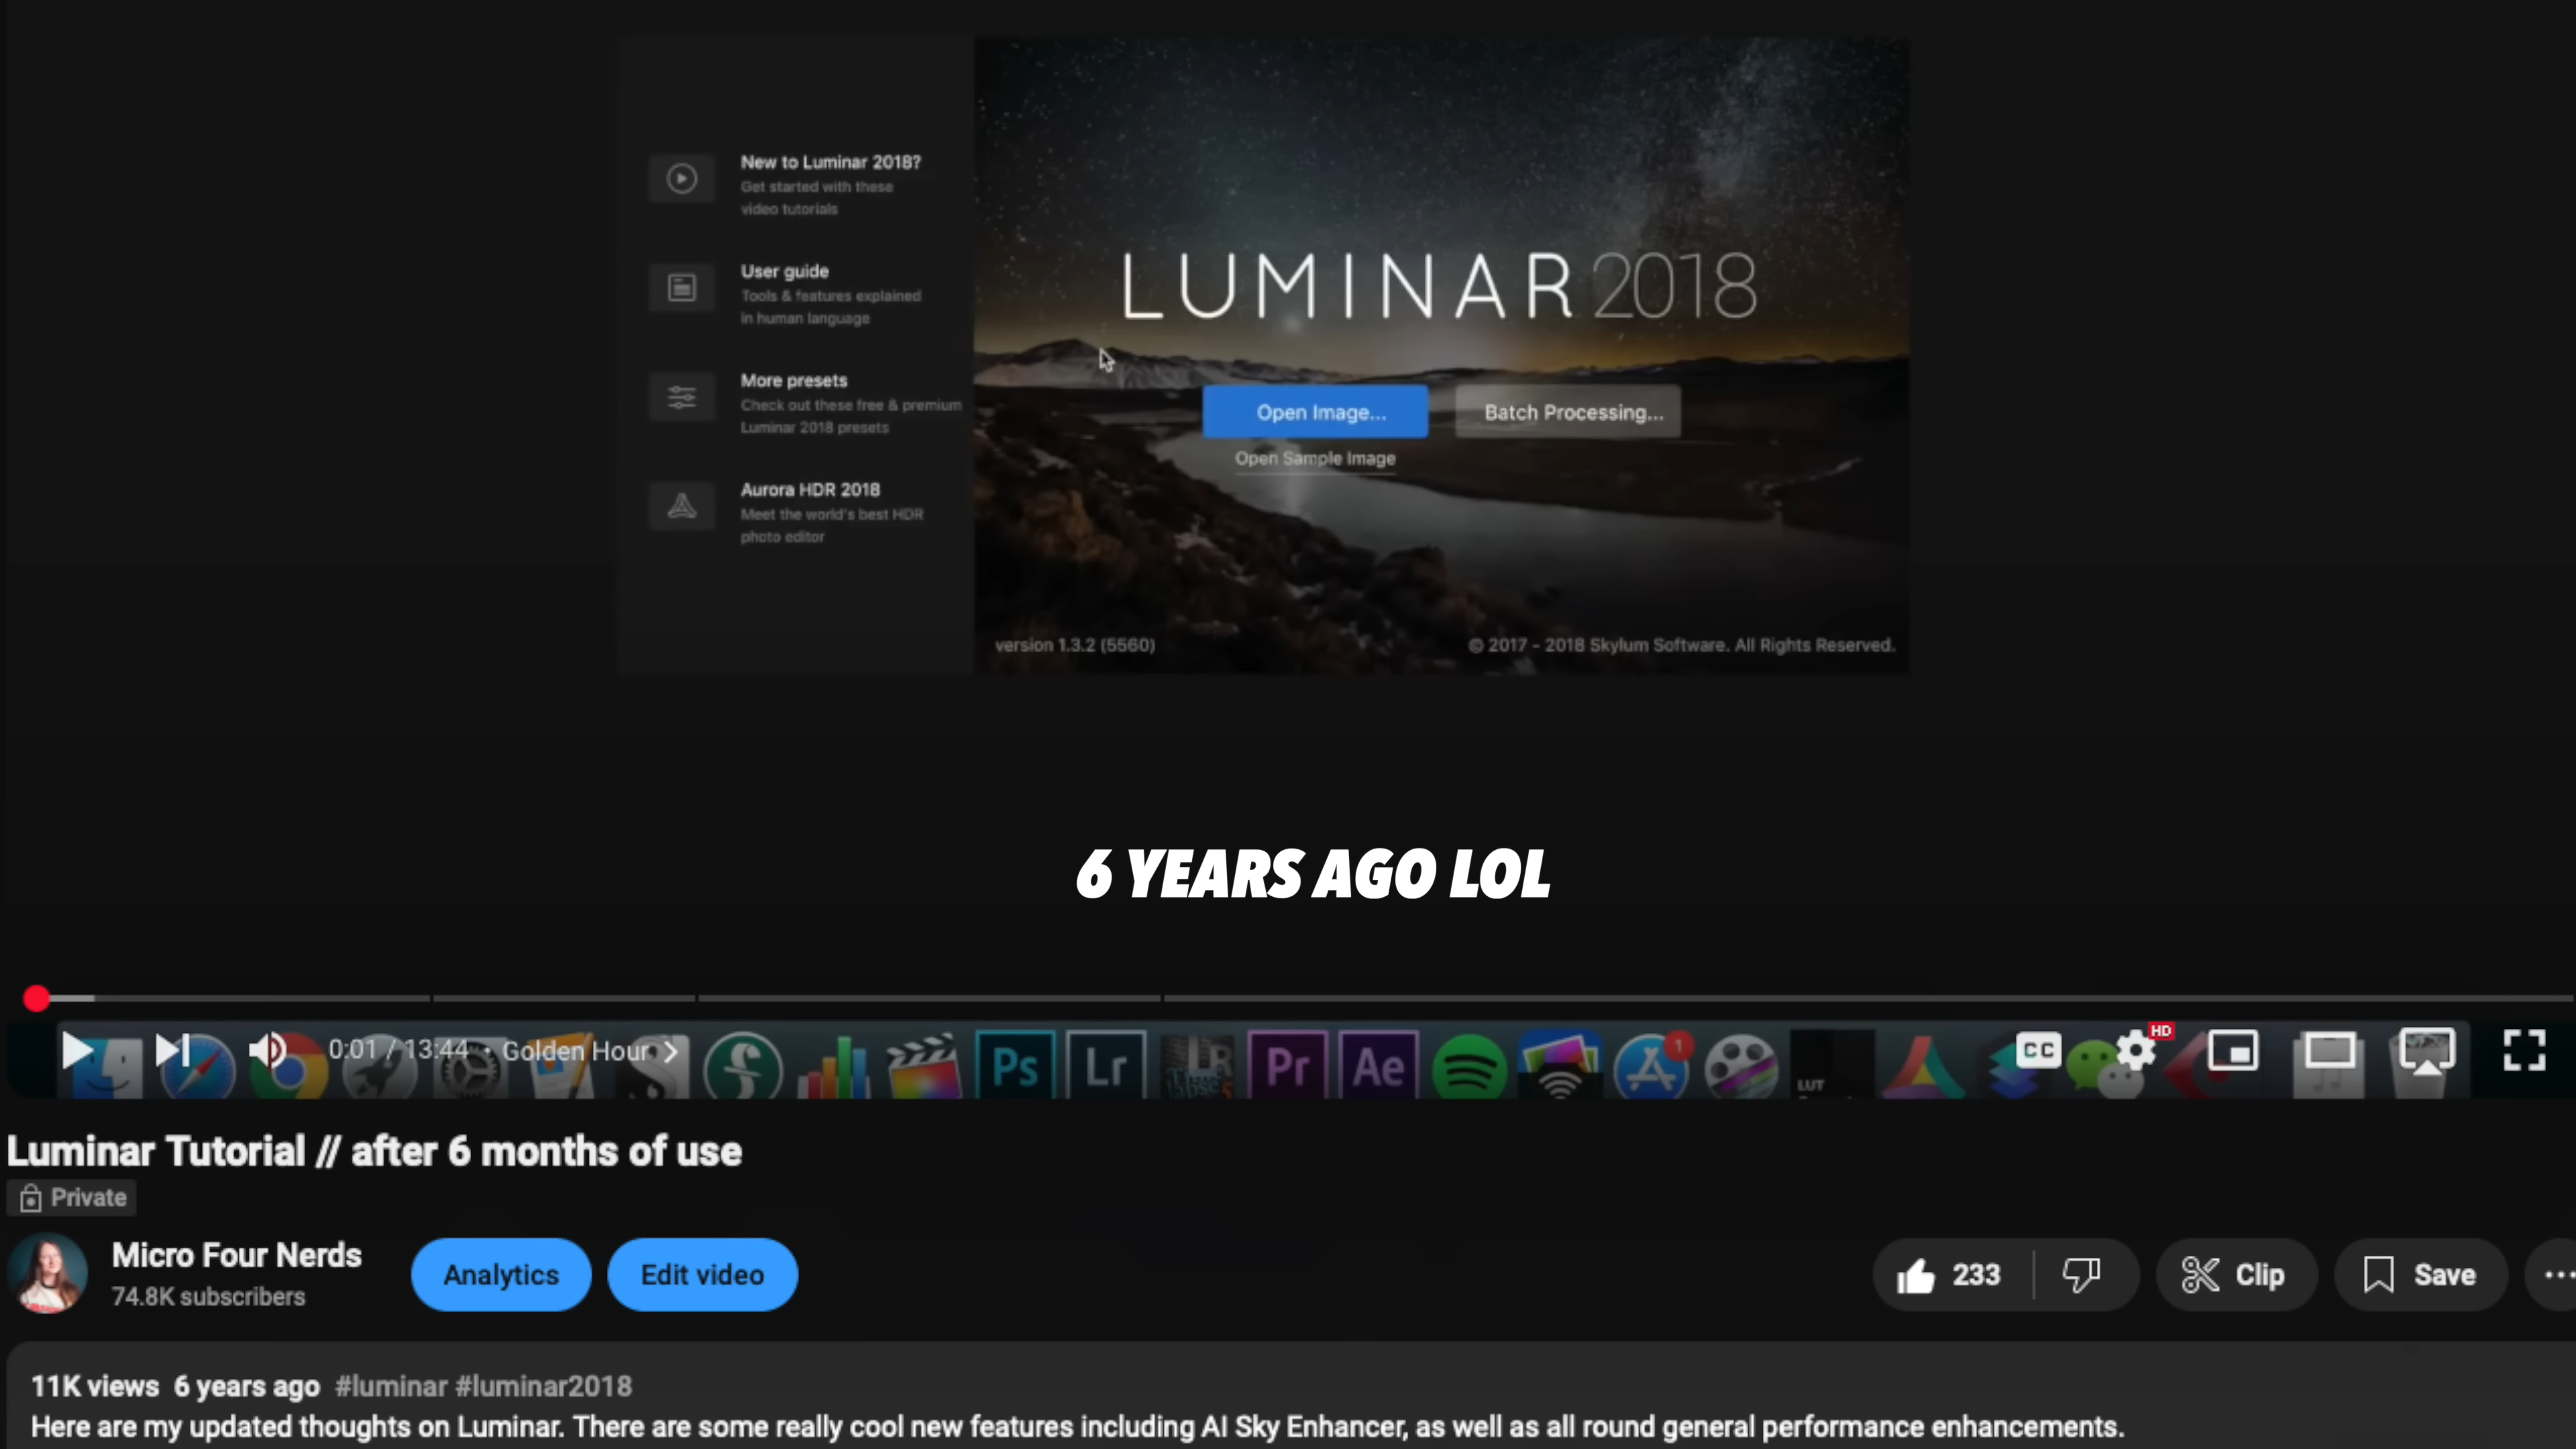 New to Luminar 2018?
Get started with these
video tutorials
User guide
Tools & features explained
in human language
More presets
Check out these free & premium
Luminar 2018 presets
Aurora HDR 2018
Meet the world's best HDR
photo editor
LUMINAR 2018
Open Image...
Batch Processing...
Open Sample Image
version 1.3.2 (5560)
© 2017 - 2018 Skylum Software. All Rights Reserved.
6 YEARS AGO LOL
0:01 / 13:44 • Golden Hour
Ps
Lr
LR
Pr
Ae
1
LUT
CC
HD
Luminar Tutorial // after 6 months of use
Private
Micro Four Nerds
74.8K subscribers
Analytics
Edit video
233
Clip
Save
11K views 6 years ago #luminar #luminar2018
Here are my updated thoughts on Luminar. There are some really cool new features including AI Sky Enhancer, as well as all round general performance enhancements.